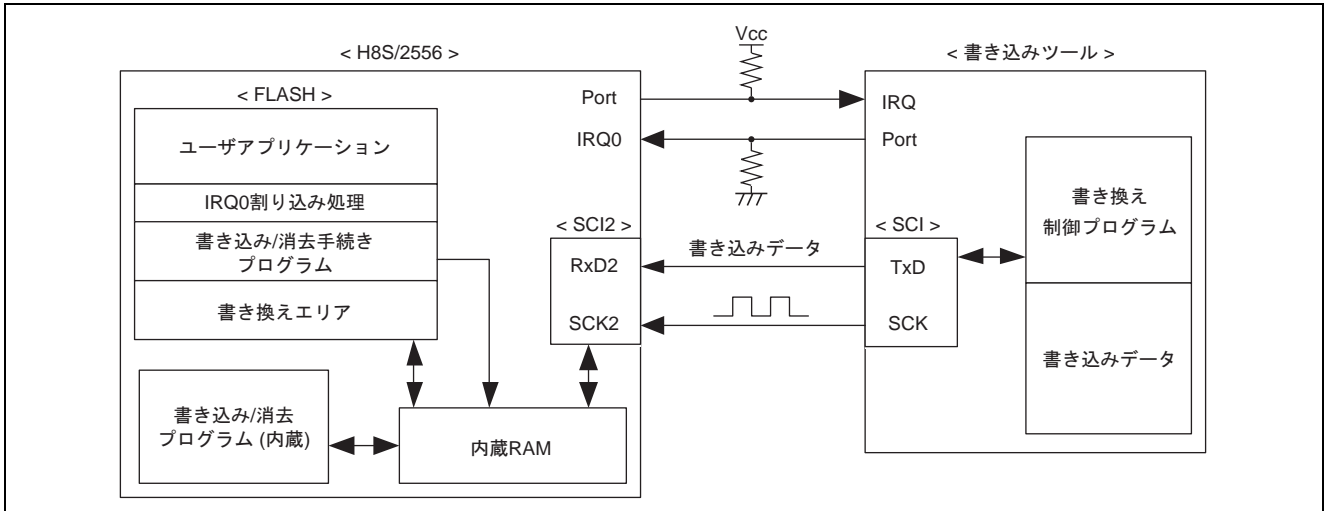 Vcc
< H8S/2556 >
< 書き込みツール >
< FLASH >
Port
IRQ
ユーザアプリケーション
IRQ0
Port
IRQ0割り込み処理
書き込み/消去手続き
プログラム
書き換えエリア
< SCI2 >
書き込みデータ
< SCI >
RxD2
TxD
SCK2
SCK
書き換え
制御プログラム
書き込みデータ
書き込み/消去
プログラム (内蔵)
内蔵RAM